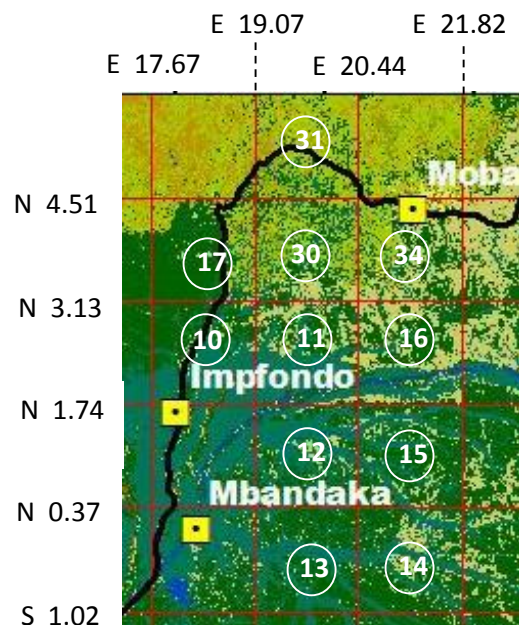 E 19.07 E 21.82
E 17.67 E 20.44
31
Moba
N 4.51
17 30 34
N 3.13
10 11 16
Impfondo
N 1.74
12 15
Mbandaka
N 0.37
13 14
S 1.02